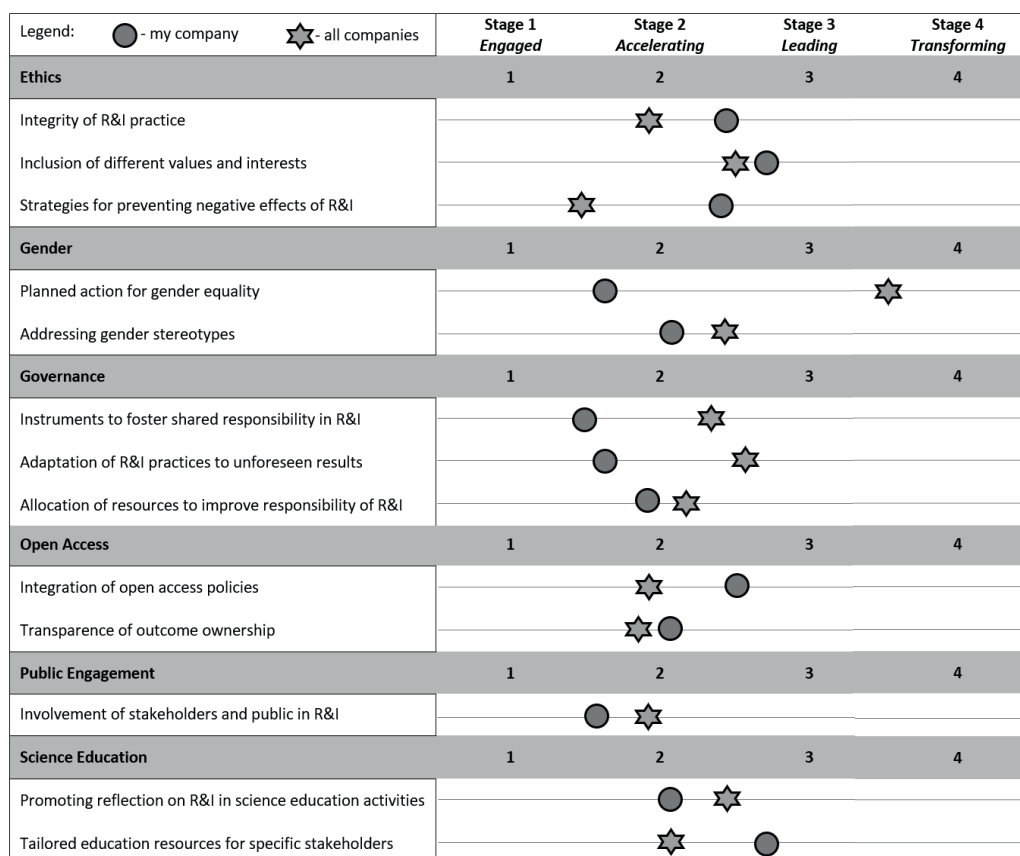 Legend: - my company - all companies Stage 1 Stage 2 Stage 3 Stage 4
Engaged Accelerating Leading Transforming
Ethics 1 2 3 4
Integrity of R&I practice
Inclusion of different values and interests
Strategies for preventing negative effects of R&I
Gender 1 2 3 4
Planned action for gender equality
Addressing gender stereotypes
Governance 1 2 3 4
Instruments to foster shared responsibility in R&I
Adaptation of R&I practices to unforeseen results
Allocation of resources to improve responsibility of R&I
Open Access 1 2 3 4
Integration of open access policies
Transparence of outcome ownership
Public Engagement 1 2 3 4
Involvement of stakeholders and public in R&I
Science Education 1 2 3 4
Promoting reflection on R&I in science education activities
Tailored education resources for specific stakeholders